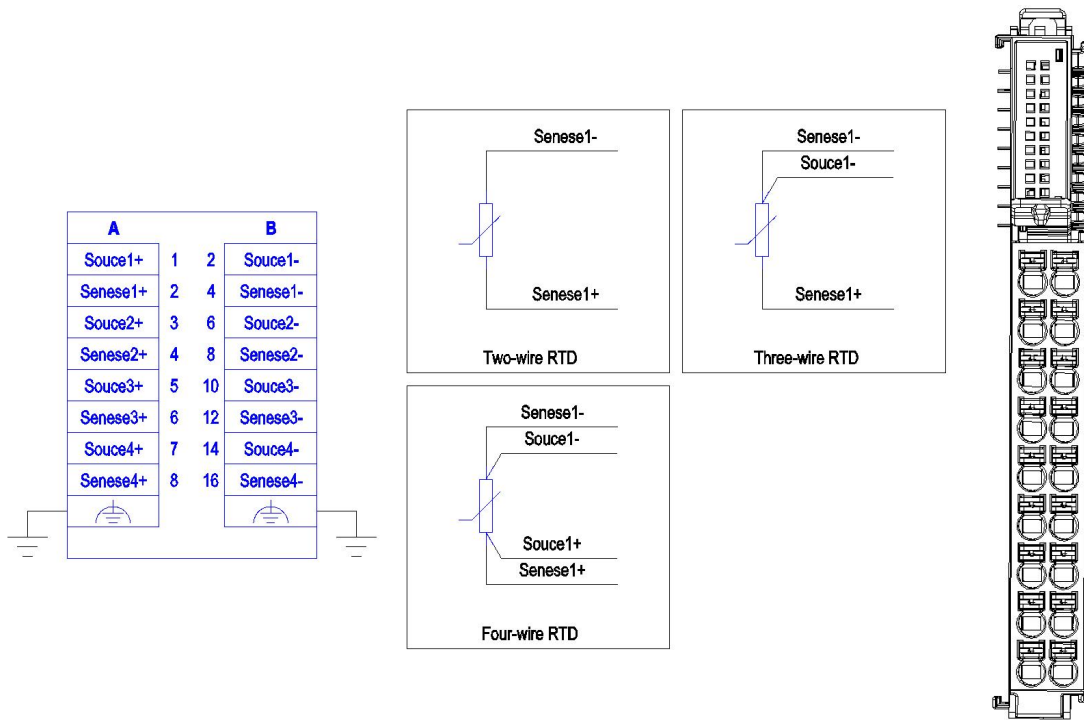 A B
Souce1+ 1 2 Souce1-
Senese1+ 2 4 Senese1-
Souce2+ 3 6 Souce2-
Senese2+ 4 8 Senese2-
Souce3+ 5 10 Souce3-
Senese3+ 6 12 Senese3-
Souce4+ 7 14 Souce4-
Senese4+ 8 16 Senese4-
Senese1-
Senese1+
Two-wire RTD
Senese1-
Souce1-
Senese1+
Three-wire RTD
Senese1-
Souce1-
Souce1+
Senese1+
Four-wire RTD